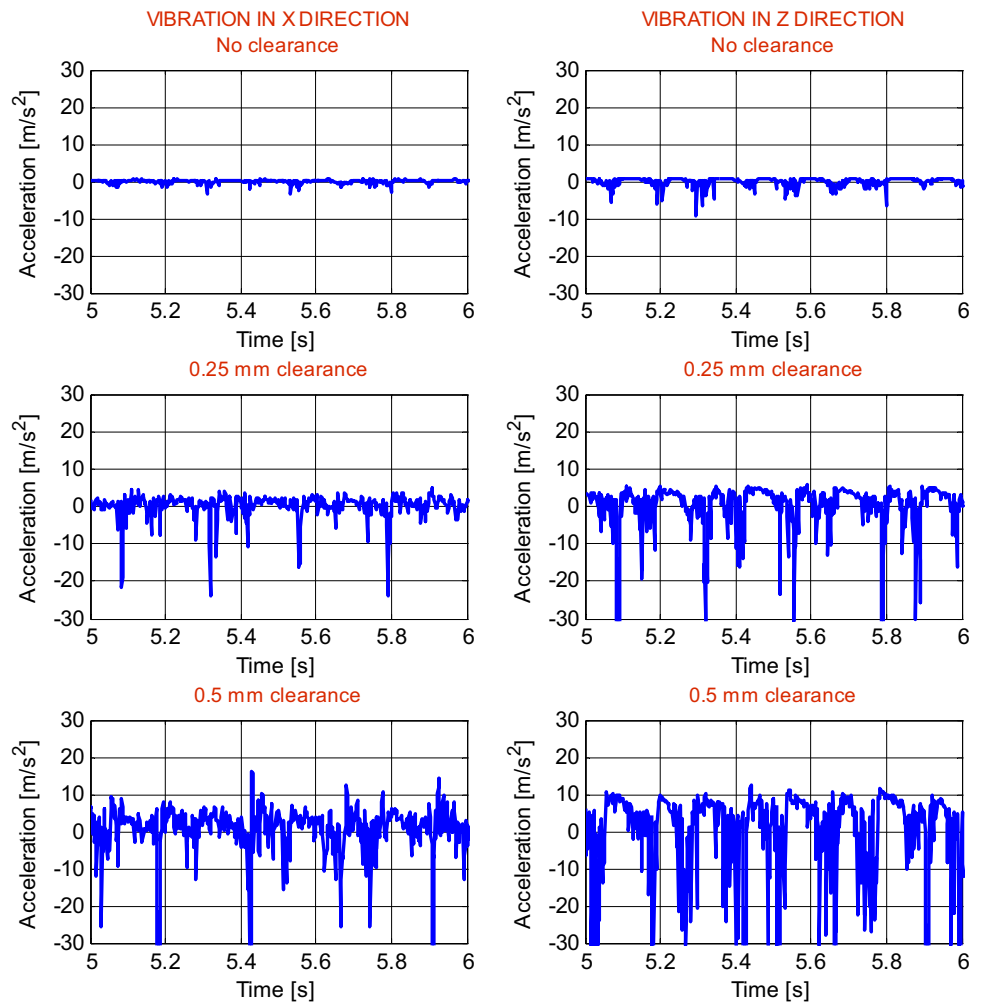 VIBRATION IN X DIRECTION
No clearance
30
20
10
0
-10
-20
-30
Acceleration [m/s²]
5 5.2 5.4 5.6 5.8 6
Time [s]
VIBRATION IN Z DIRECTION
No clearance
30
20
10
0
-10
-20
-30
Acceleration [m/s²]
5 5.2 5.4 5.6 5.8 6
Time [s]
0.25 mm clearance
30
20
10
0
-10
-20
-30
Acceleration [m/s²]
5 5.2 5.4 5.6 5.8 6
Time [s]
0.25 mm clearance
30
20
10
0
-10
-20
-30
Acceleration [m/s²]
5 5.2 5.4 5.6 5.8 6
Time [s]
0.5 mm clearance
30
20
10
0
-10
-20
-30
Acceleration [m/s²]
5 5.2 5.4 5.6 5.8 6
Time [s]
0.5 mm clearance
30
20
10
0
-10
-20
-30
Acceleration [m/s²]
5 5.2 5.4 5.6 5.8 6
Time [s]